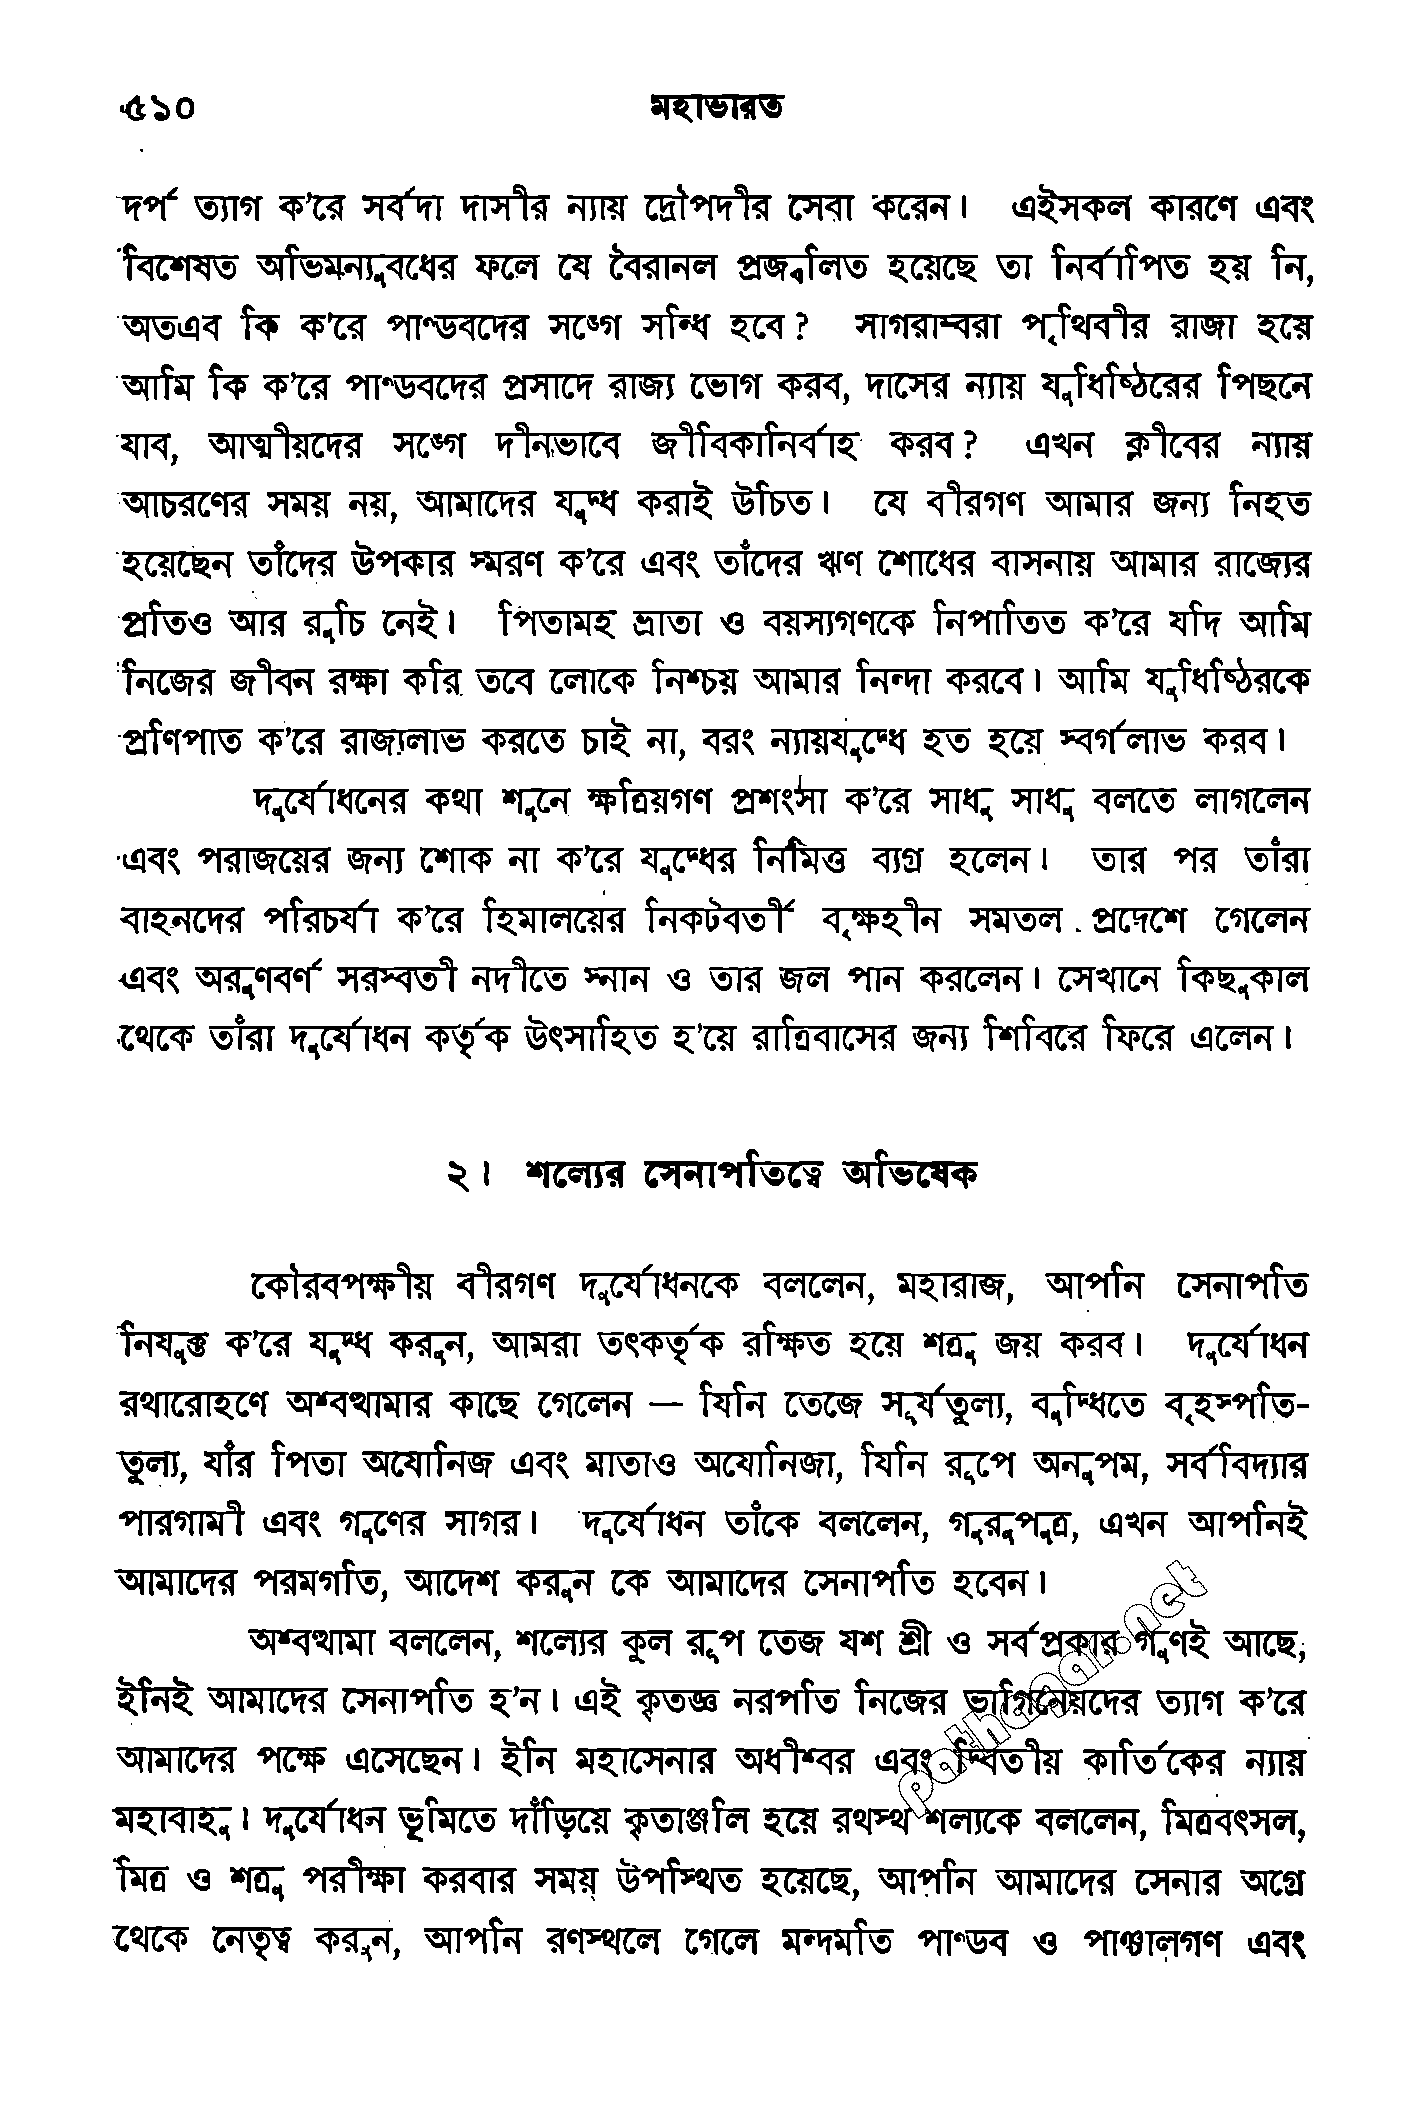 ৫১০ মহাভারত
দর্প ত্যাগ ক'রে সর্বদা দাসীর ন্যায় দ্রৌপদীর সেবা করেন। এইসকল কারণে এবং
বিশেষত অভিমন্যুবধের ফলে যে বৈরানল প্রজ্বলিত হয়েছে তা নির্বাপিত হয় নি,
অতএব কি ক'রে পাণ্ডবদের সঙ্গে সন্ধি হবে? সাগরাম্বরা পৃথিবীর রাজা হয়ে
আমি কি ক'রে পাণ্ডবদের প্রসাদে রাজ্য ভোগ করব, দাসের ন্যায় যুধিষ্ঠিরের পিছনে
যাব, আত্মীয়দের সঙ্গে দীনভাবে জীবিকানির্বাহ করব? এখন ক্লীবের ন্যায়
আচরণের সময় নয়, আমাদের যুদ্ধ করাই উচিত। যে বীরগণ আমার জন্য নিহত
হয়েছেন তাঁদের উপকার স্মরণ ক'রে এবং তাঁদের ঋণ শোধের বাসনায় আমার রাজ্যের
প্রতিও আর রুচি নেই। পিতামহ ভ্রাতা ও বয়স্যগণকে নিপাতিত ক'রে যদি আমি
নিজের জীবন রক্ষা করি তবে লোকে নিশ্চয় আমার নিন্দা করবে। আমি যুধিষ্ঠিরকে
প্রণিপাত ক'রে রাজ্যলাভ করতে চাই না, বরং ন্যায়যুদ্ধে হত হয়ে স্বর্গলাভ করব।
দুর্যোধনের কথা শুনে ক্ষত্রিয়গণ প্রশংসা ক'রে সাধু সাধু বলতে লাগলেন
এবং পরাজয়ের জন্য শোক না ক'রে যুদ্ধের নিমিত্ত ব্যগ্র হলেন। তার পর তাঁরা
বাহনদের পরিচর্যা ক'রে হিমালয়ের নিকটবর্তী বৃক্ষহীন সমতল প্রদেশে গেলেন
এবং অরুণবর্ণ সরস্বতী নদীতে স্নান ও তার জল পান করলেন। সেখানে কিছুকাল
থেকে তাঁরা দুর্যোধন কর্তৃক উৎসাহিত হ'য়ে রাত্রিবাসের জন্য শিবিরে ফিরে এলেন।
২। শল্যের সেনাপতিত্বে অভিষেক
কৌরবপক্ষীয় বীরগণ দুর্যোধনকে বললেন, মহারাজ, আপনি সেনাপতি
নিযুক্ত ক'রে যুদ্ধ করুন, আমরা তৎকর্তৃক রক্ষিত হয়ে শত্রু জয় করব। দুর্যোধন
রথারোহণে অশ্বত্থামার কাছে গেলেন — যিনি তেজে সূর্যতুল্য, বুদ্ধিতে বৃহস্পতি-
তুল্য, যাঁর পিতা অযোনিজ এবং মাতাও অযোনিজা, যিনি রূপে অনুপম, সর্ববিদ্যার
পারগামী এবং গুণের সাগর। দুর্যোধন তাঁকে বললেন, গুরুপুত্র, এখন আপনিই
আমাদের পরমগতি, আদেশ করুন কে আমাদের সেনাপতি হবেন।
অশ্বত্থামা বললেন, শল্যের কুল রূপ তেজ যশ শ্রী ও সর্বপ্রকার গুণই আছে,
ইনিই আমাদের সেনাপতি হ'ন। এই কৃতজ্ঞ নরপতি নিজের ভাগিনেয়দের ত্যাগ ক'রে
আমাদের পক্ষে এসেছেন। ইনি মহাসেনার অধীশ্বর এবং দ্বিতীয় কার্তিকের ন্যায়
মহাবাহু। দুর্যোধন ভূমিতে দাঁড়িয়ে কৃতাঞ্জলি হয়ে রথস্থ শল্যকে বললেন, মিত্রবৎসল,
মিত্র ও শত্রু পরীক্ষা করবার সময় উপস্থিত হয়েছে, আপনি আমাদের সেনার অগ্রে
থেকে নেতৃত্ব করুন, আপনি রণস্থলে গেলে মন্দমতি পাণ্ডব ও পাঞ্চালগণ এবং
pathagar.net